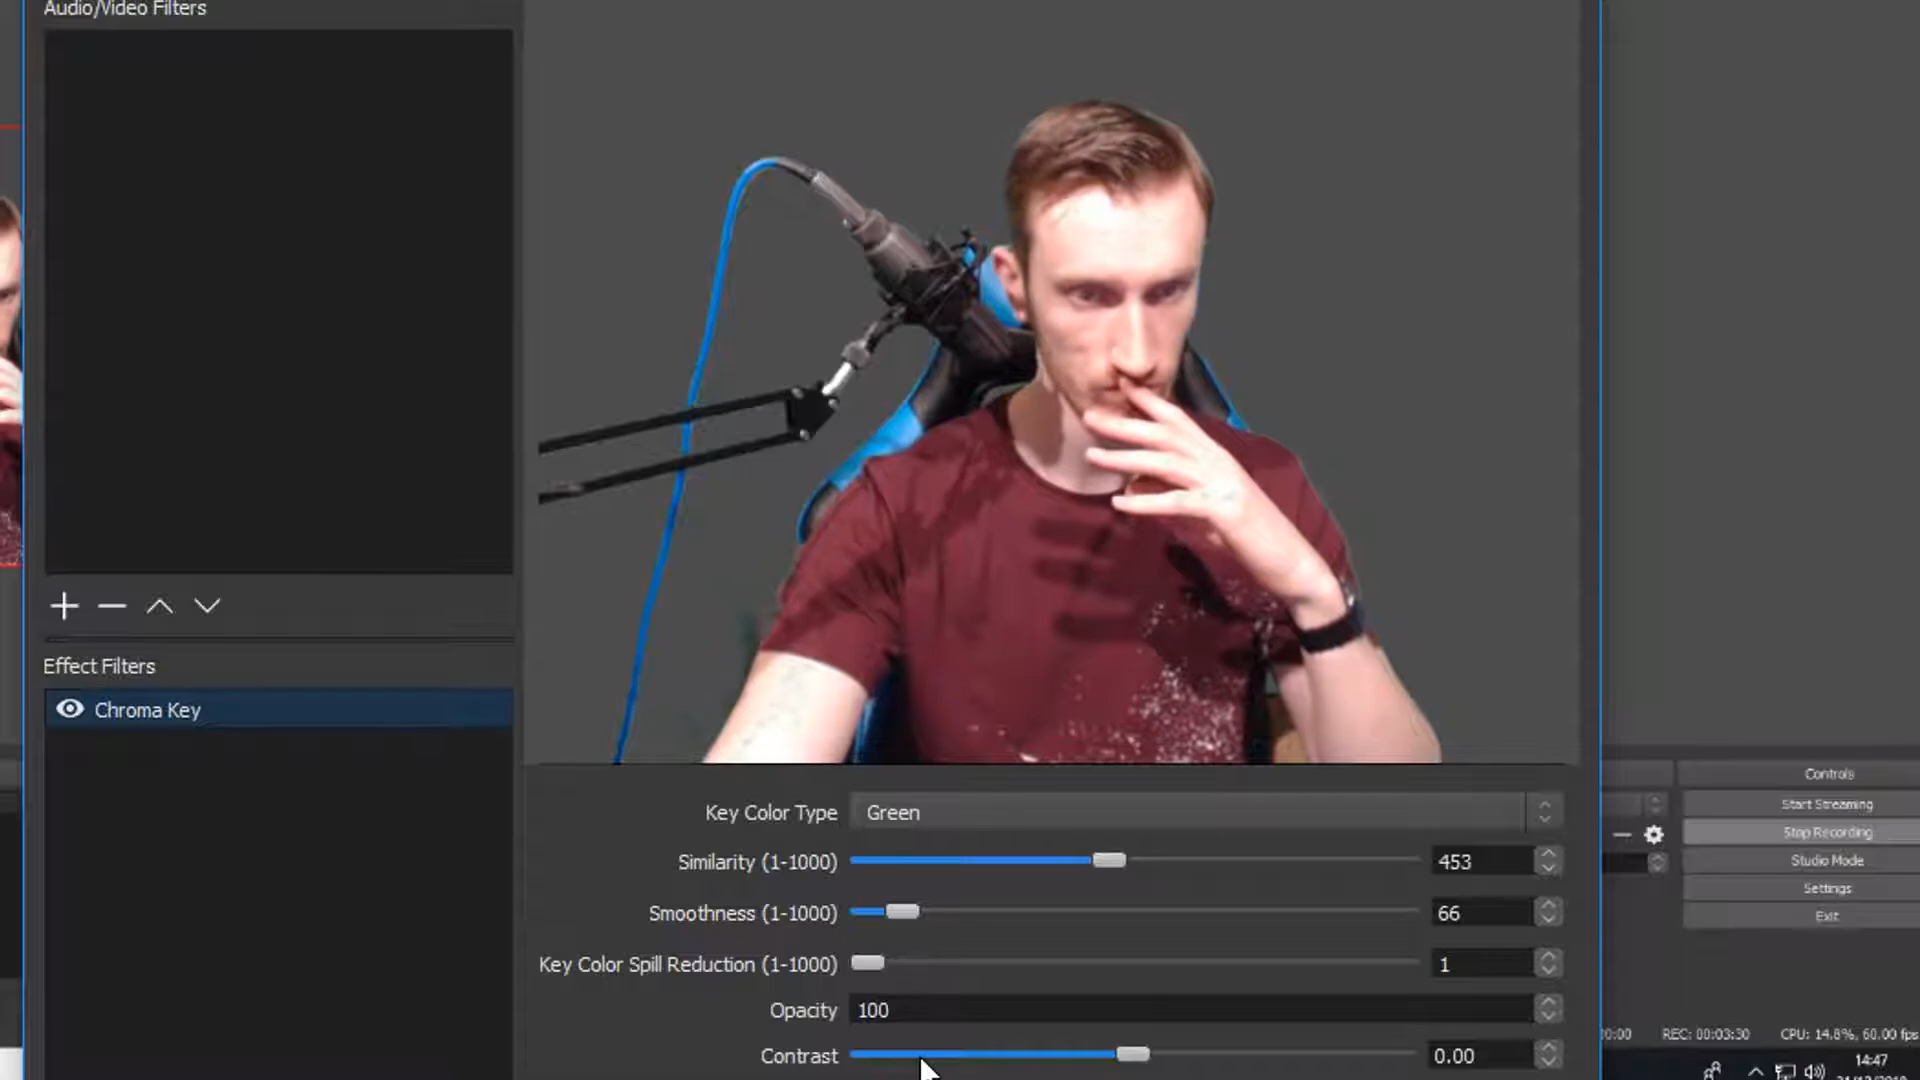 Audio/Video Filters
Effect Filters
Chroma Key
Key Color Type Green
Similarity (1-1000) 453
Smoothness (1-1000) 66
Key Color Spill Reduction (1-1000) 1
Opacity 100
Contrast 0.00
Controls
Start Streaming
Stop Recording
Studio Mode
Settings
Exit
00:00 REC: 00:03:30 CPU: 14.8%, 60.00 fps
14:47